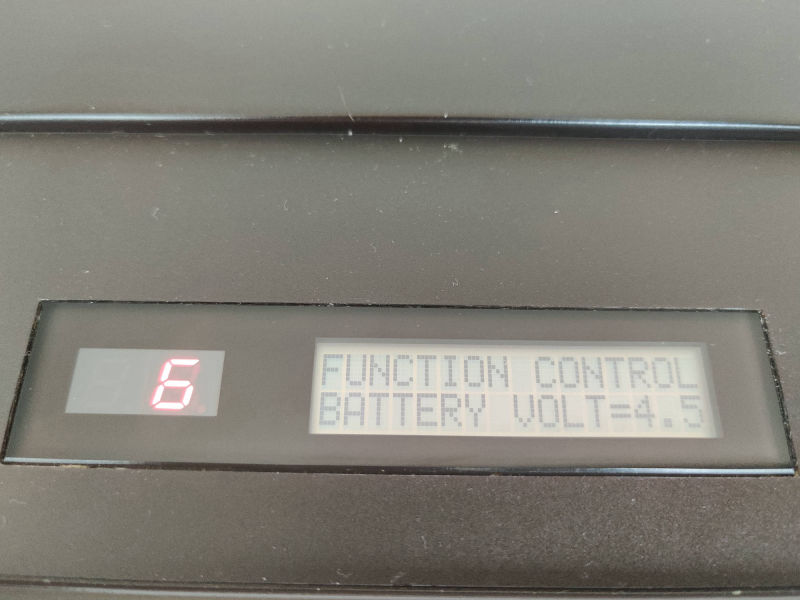 6
FUNCTION CONTROL
BATTERY VOLT=4.5